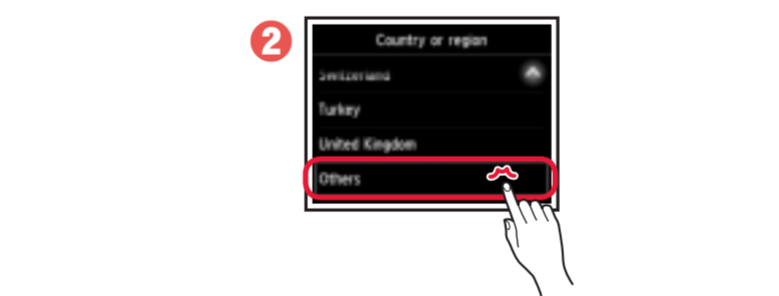 2
Country or region
Switzerland
Turkey
United Kingdom
Others